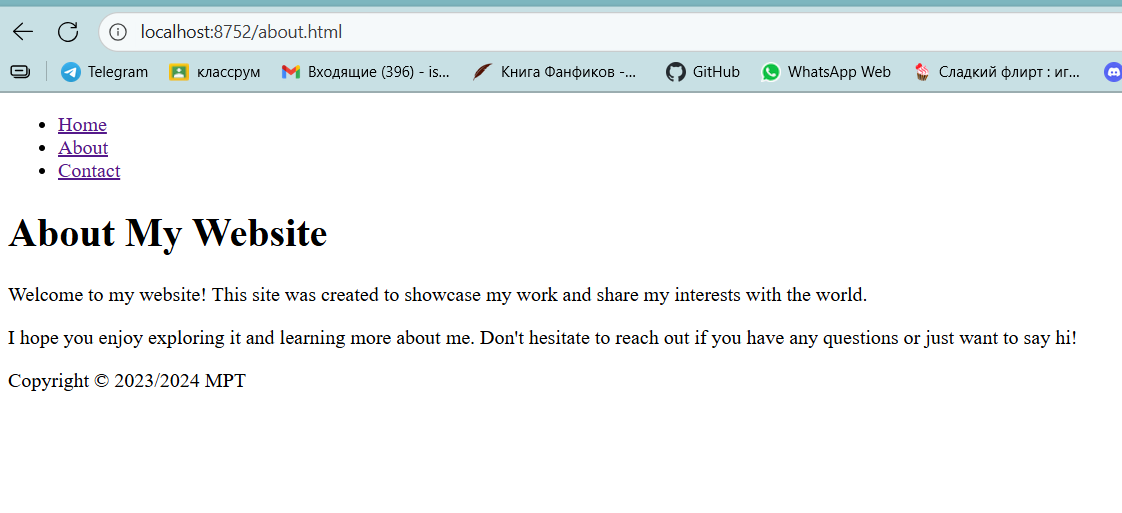 localhost:8752/about.html
Telegram классрум Входящие (396) - is... Книга Фанфиков -... GitHub WhatsApp Web Сладкий флирт : иг...
Home
About
Contact
About My Website
Welcome to my website! This site was created to showcase my work and share my interests with the world.
I hope you enjoy exploring it and learning more about me. Don't hesitate to reach out if you have any questions or just want to say hi!
Copyright © 2023/2024 MPT